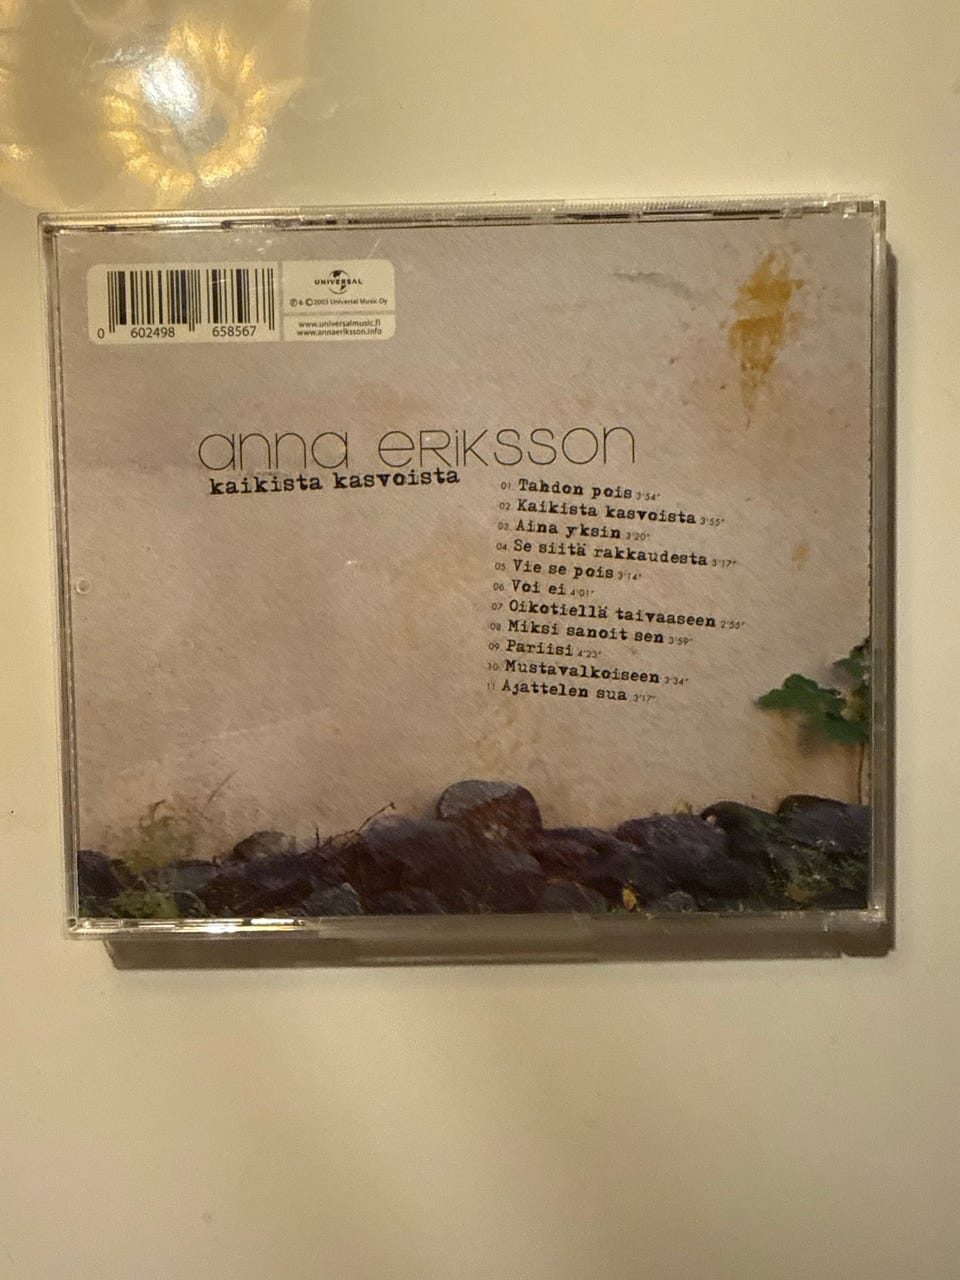 UNIVERSAL
℗ & © 2003 Universal Music Oy
www.universalmusic.fi
www.annaeriksson.info
0 602498 658567
anna eriksson
kaikista kasvoista
01. Tahdon pois 3'54"
02. Kaikista kasvoista 3'55"
03. Aina yksin 3'20"
04. Se siitä rakkaudesta 3'17"
05. Vie se pois 3'14"
06. Voi ei 4'01"
07. Oikotiellä taivaaseen 2'56"
08. Miksi sanoit sen 3'59"
09. Pariisi 4'23"
10. Mustavalkoiseen 3'34"
11. Ajattelen sua 3'17"